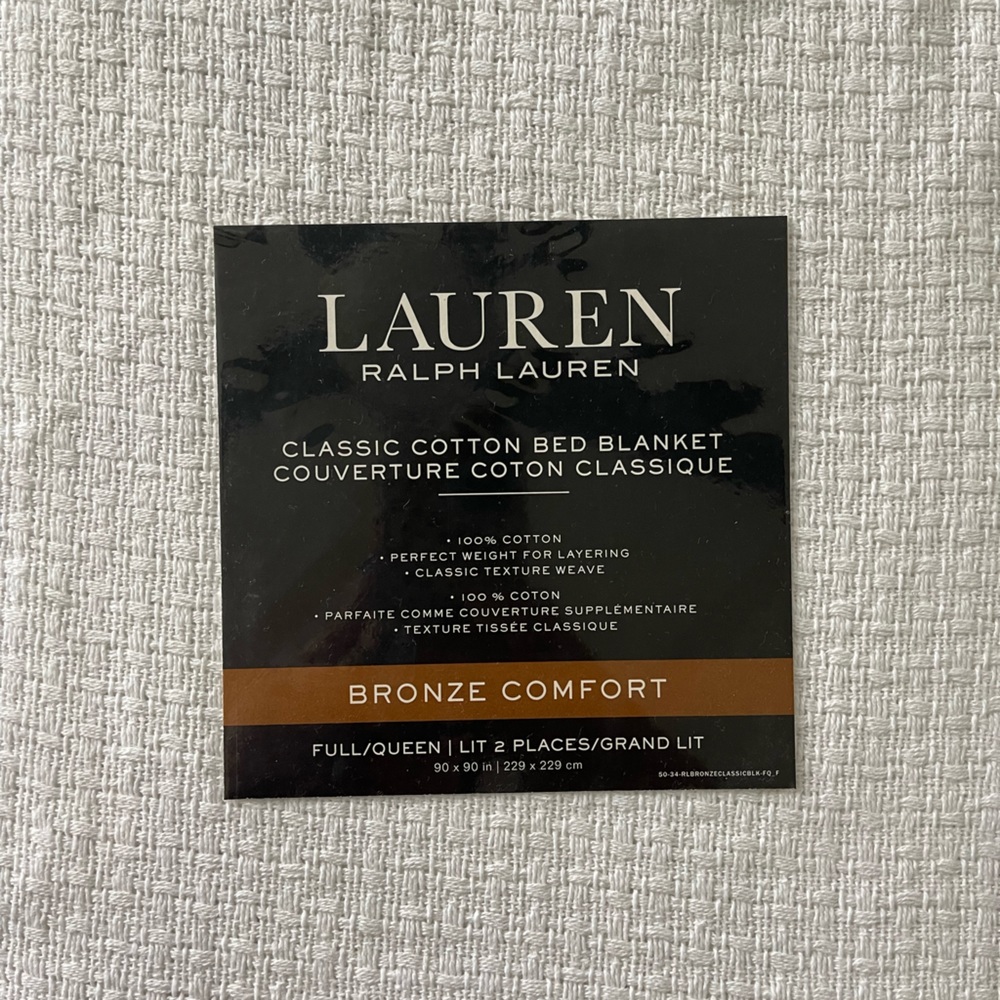 LAUREN
RALPH LAUREN
CLASSIC COTTON BED BLANKET
COUVERTURE COTON CLASSIQUE
• 100% COTTON
• PERFECT WEIGHT FOR LAYERING
• CLASSIC TEXTURE WEAVE
• 100 % COTON
• PARFAITE COMME COUVERTURE SUPPLÉMENTAIRE
• TEXTURE TISSÉE CLASSIQUE
BRONZE COMFORT
FULL/QUEEN | LIT 2 PLACES/GRAND LIT
90 x 90 in | 229 x 229 cm
SO-34-RLBRONZECLASSICBLK-FQ_F